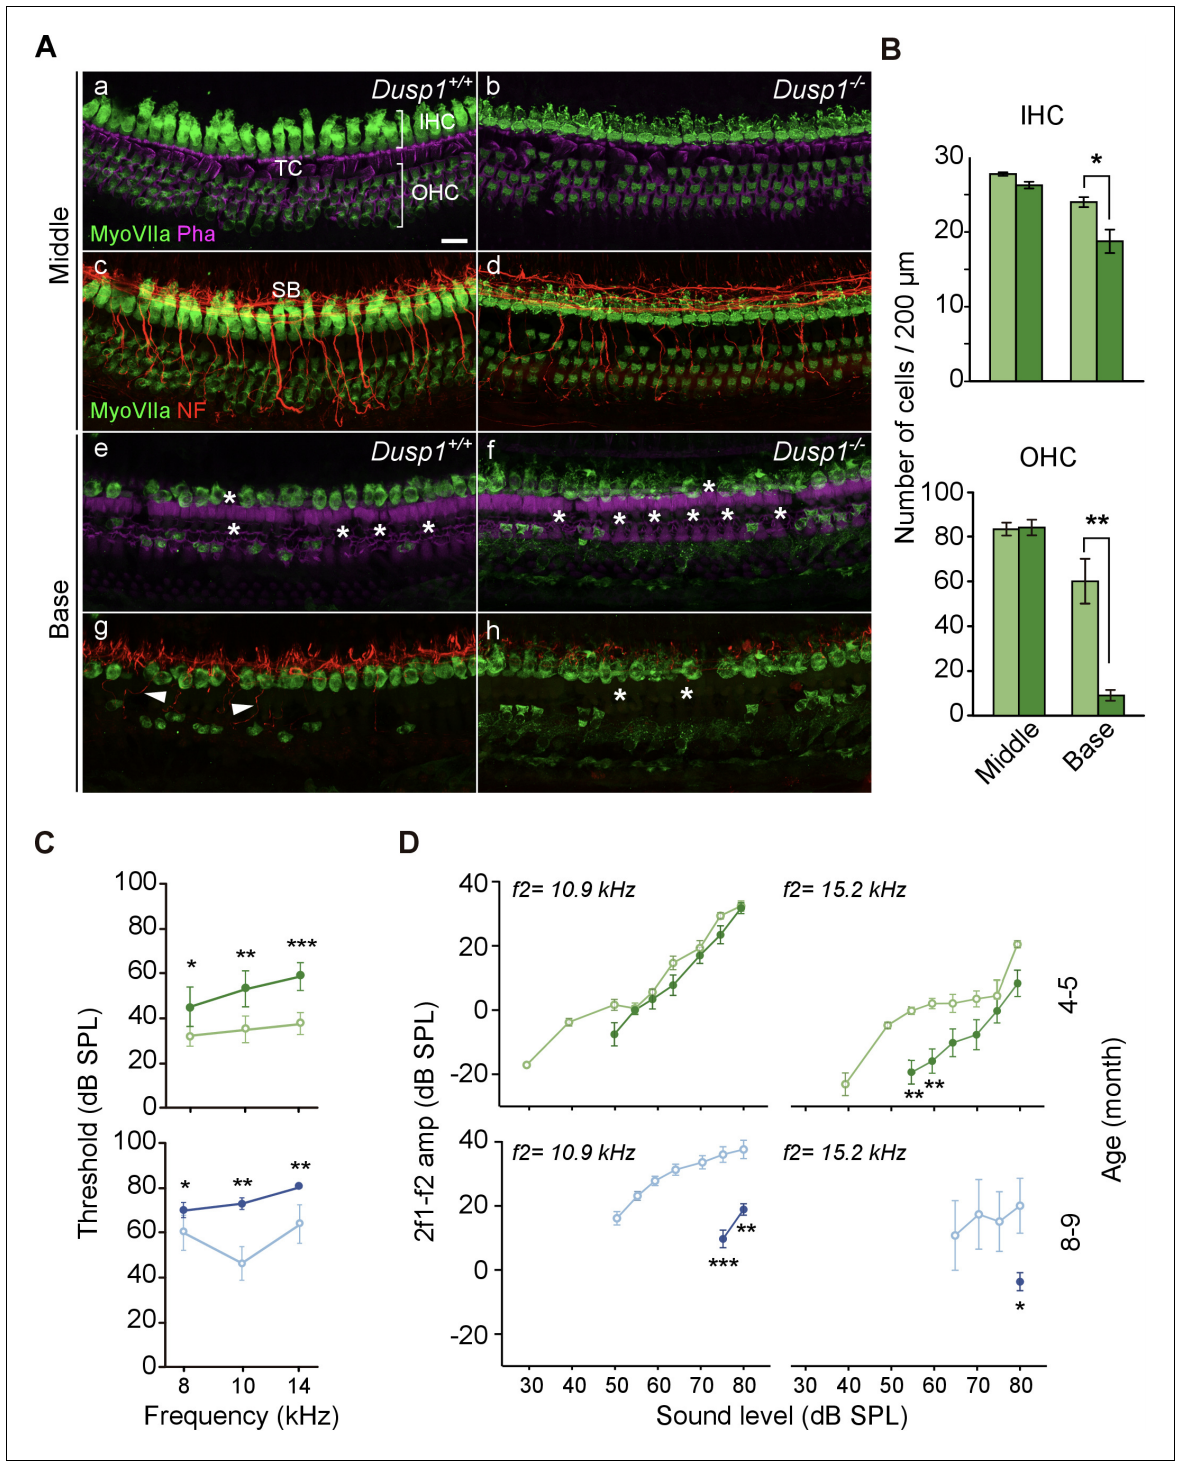 A
B
a
Dusp1+/+
IHC
TC
OHC
MyoVIIa Pha
b
Dusp1-/-
Middle
c
SB
MyoVIIa NF
d
e
Dusp1+/+
*
*
*
*
*
f
Dusp1-/-
*
*
*
*
*
*
*
Base
g
h
*
*
IHC
30
20
10
0
*
Number of cells / 200 µm
OHC
100
80
60
40
20
0
**
Middle
Base
C
D
100
80
60
40
20
0
*
**
***
Threshold (dB SPL)
100
80
60
40
20
0
*
**
**
8
10
14
Frequency (kHz)
40
20
0
-20
f2= 10.9 kHz
f2= 15.2 kHz
**
**
4-5
2f1-f2 amp (dB SPL)
Age (month)
40
20
0
-20
f2= 10.9 kHz
***
**
f2= 15.2 kHz
*
8-9
30 40 50 60 70 80
30 40 50 60 70 80
Sound level (dB SPL)